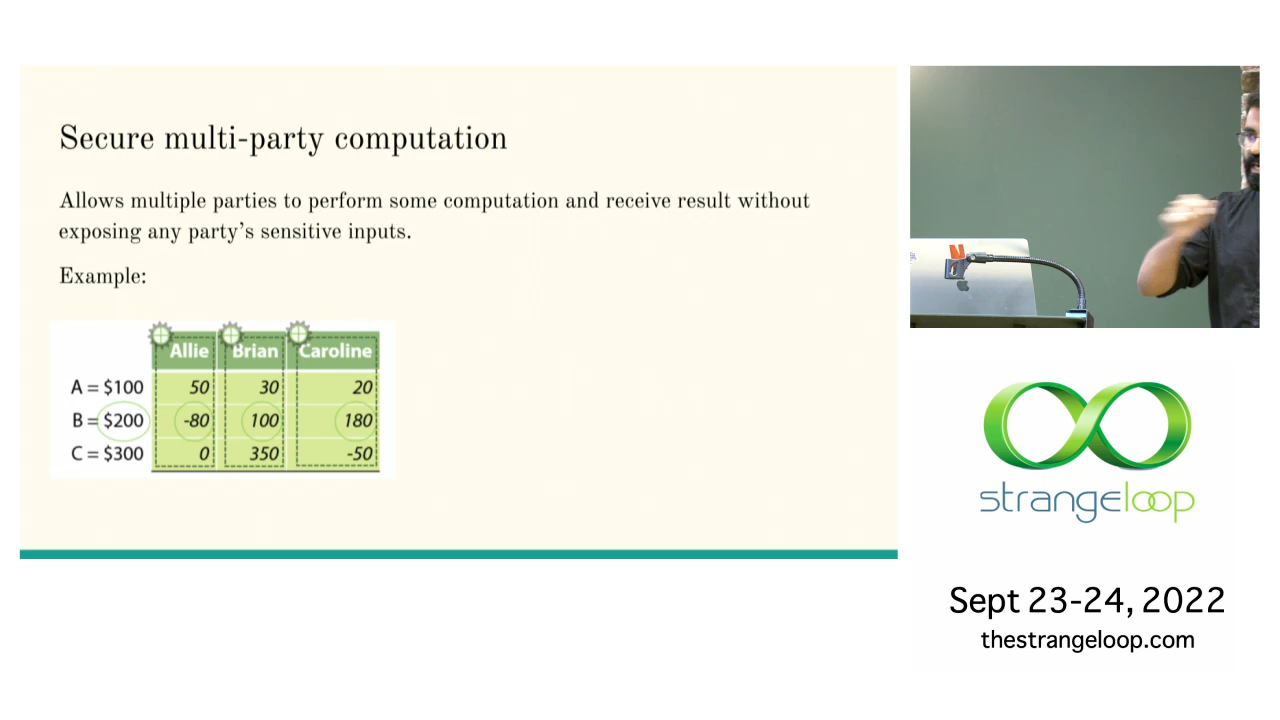 Secure multi-party computation
Allows multiple parties to perform some computation and receive result without
exposing any party's sensitive inputs.
Example:
Allie Brian Caroline
A = $100 50 30 20
B = $200 -80 100 180
C = $300 0 350 -50
strangeloop
Sept 23-24, 2022
thestrangeloop.com